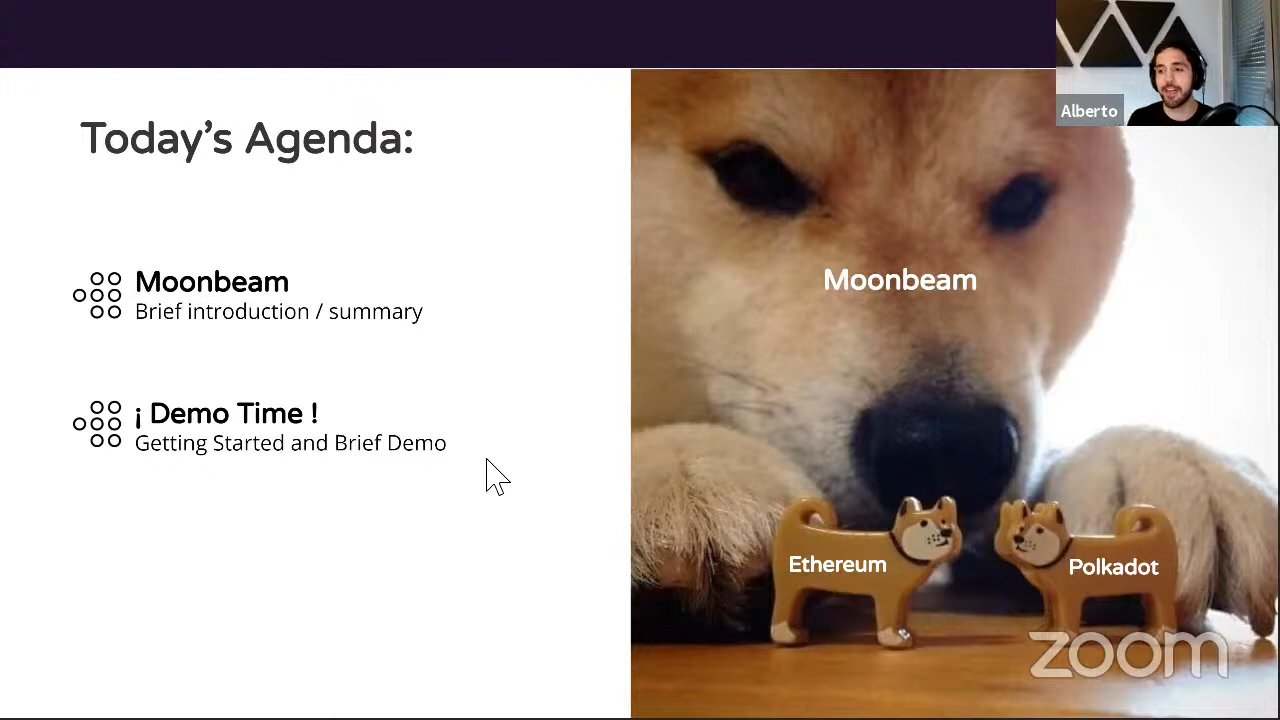 Today’s Agenda:
Alberto
Moonbeam
Brief introduction / summary
¡ Demo Time !
Getting Started and Brief Demo
Moonbeam
Ethereum
Polkadot
zoom